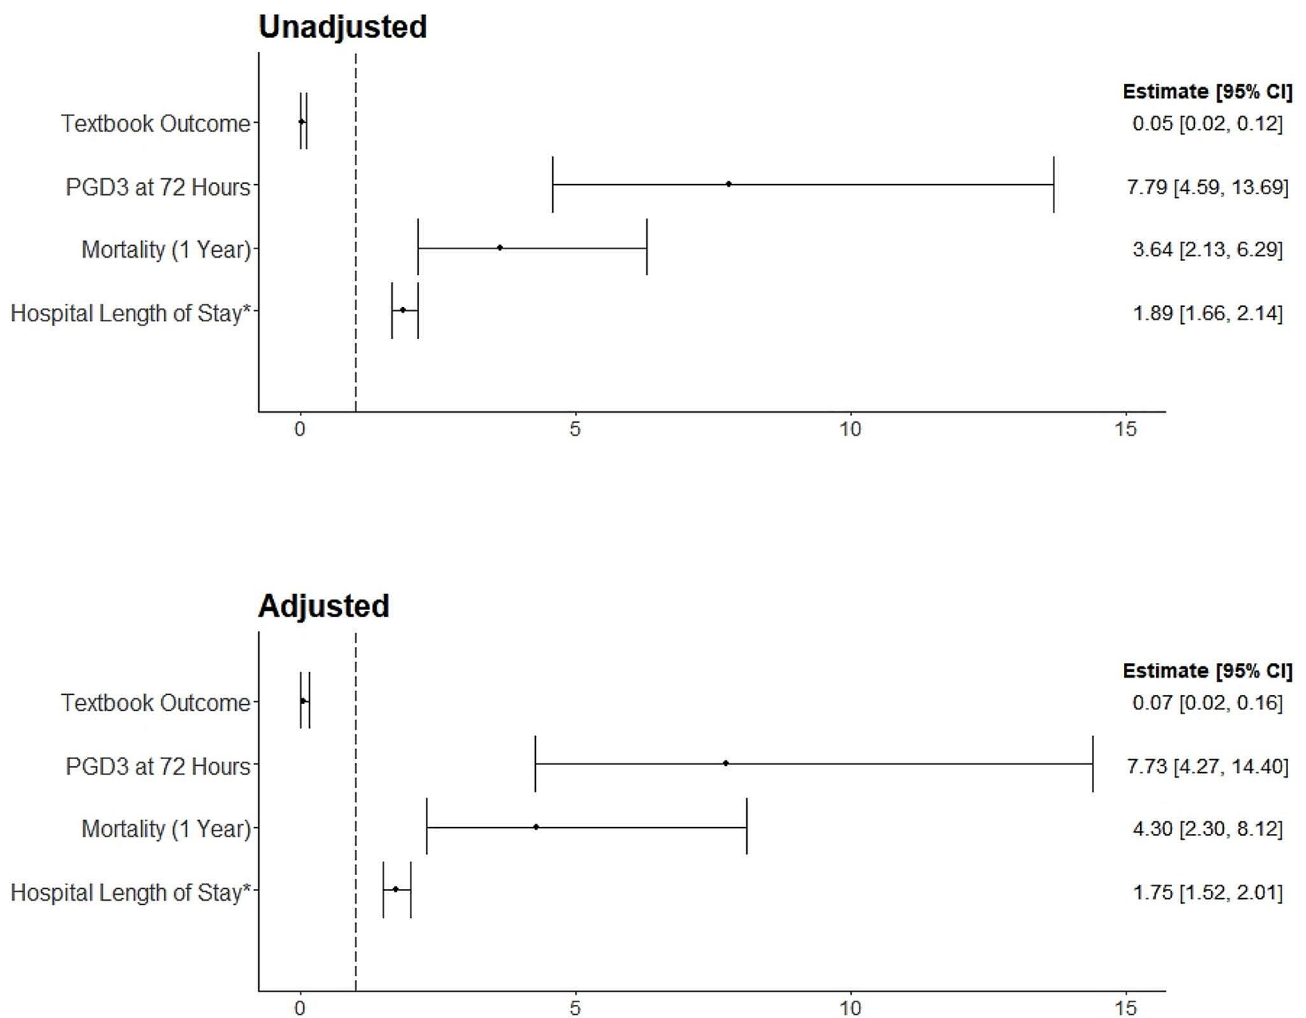 Unadjusted
Estimate [95% CI]
Textbook Outcome 0.05 [0.02, 0.12]
PGD3 at 72 Hours 7.79 [4.59, 13.69]
Mortality (1 Year) 3.64 [2.13, 6.29]
Hospital Length of Stay* 1.89 [1.66, 2.14]
0 5 10 15
Adjusted
Estimate [95% CI]
Textbook Outcome 0.07 [0.02, 0.16]
PGD3 at 72 Hours 7.73 [4.27, 14.40]
Mortality (1 Year) 4.30 [2.30, 8.12]
Hospital Length of Stay* 1.75 [1.52, 2.01]
0 5 10 15